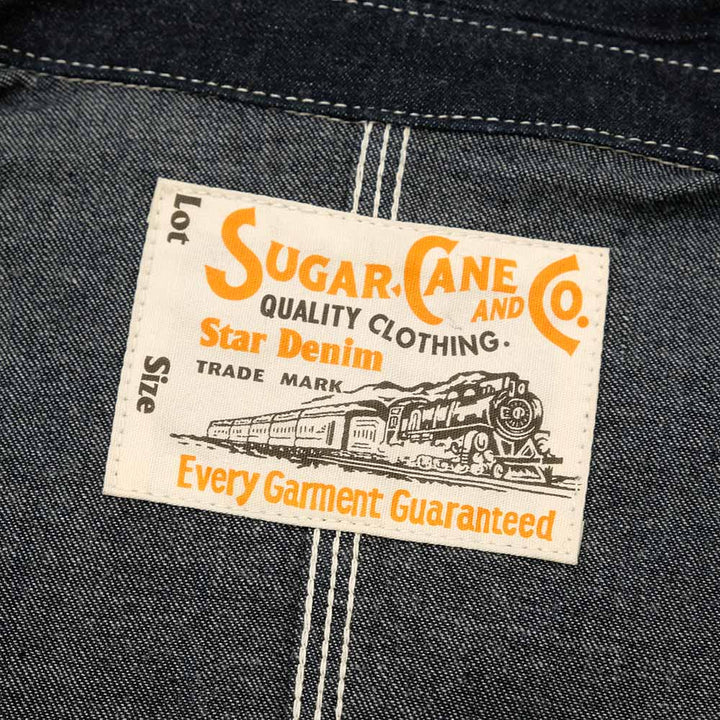 Lot
Size
SUGAR CANE AND CO.
QUALITY CLOTHING.
Star Denim
TRADE MARK
Every Garment Guaranteed